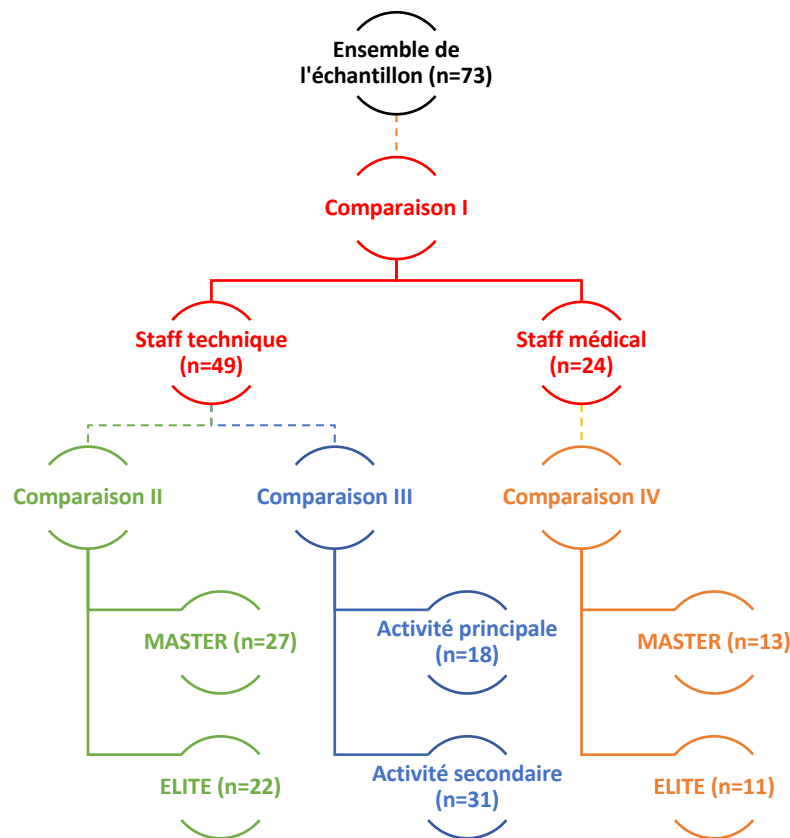 Ensemble de
l'échantillon (n=73)
Comparaison I
Staff technique
(n=49)
Staff médical
(n=24)
Comparaison II
Comparaison III
Comparaison IV
MASTER (n=27)
Activité principale
(n=18)
MASTER (n=13)
ELITE (n=22)
Activité secondaire
(n=31)
ELITE (n=11)